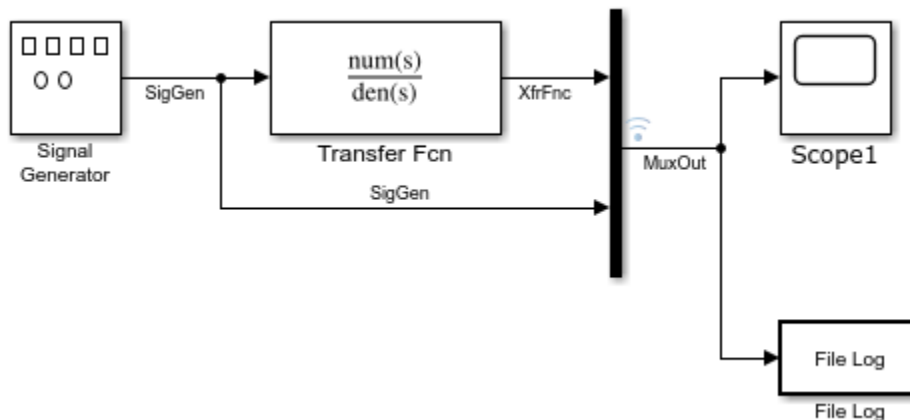 num(s)
den(s)
SigGen
XfrFnc
Signal
Generator
Transfer Fcn
MuxOut
Scope1
SigGen
File Log
File Log